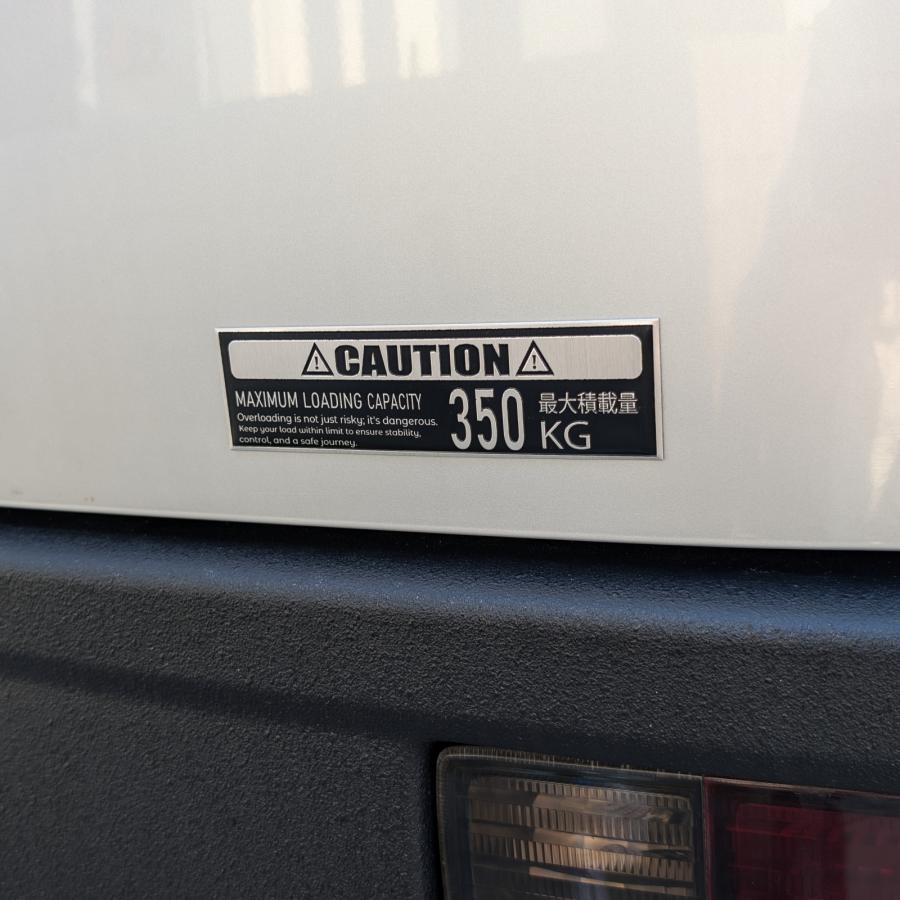 CAUTION
MAXIMUM LOADING CAPACITY
Overloading is not just risky; it's dangerous.
Keep your load within limit to ensure stability,
control, and a safe journey.
350
最大積載量
KG